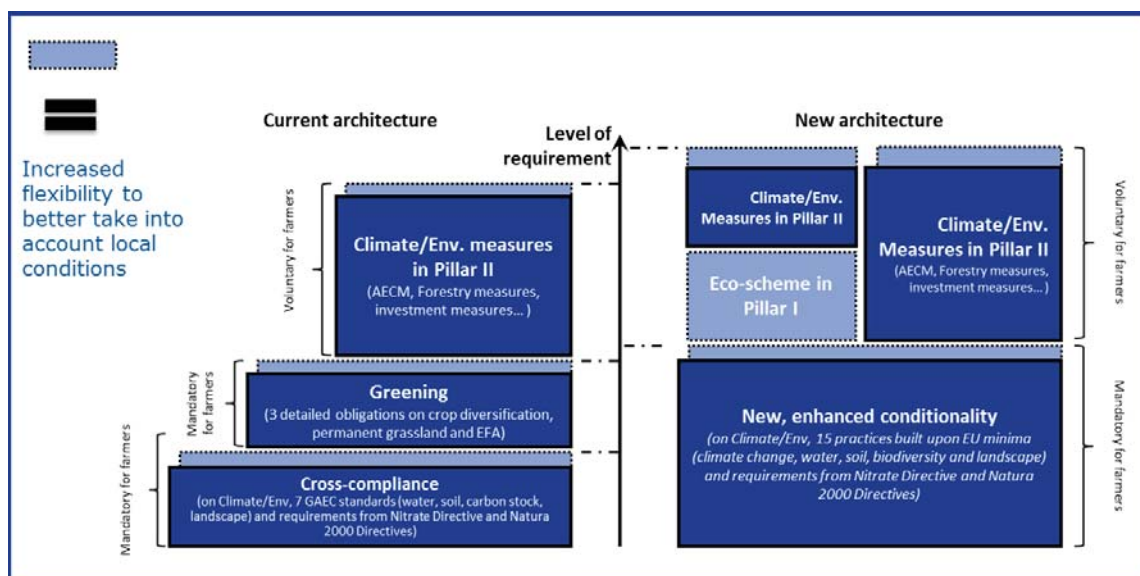 Increased
flexibility to
better take into
account local
conditions
Current architecture
Level of
requirement
New architecture
Voluntary for farmers
Climate/Env. measures
in Pillar II
(AECM, Forestry measures,
investment measures... )
Mandatory
for farmers
Greening
(3 detailed obligations on crop diversification,
permanent grassland and EFA)
Mandatory for farmers
Cross-compliance
(on Climate/Env, 7 GAEC standards (water, soil, carbon stock,
landscape) and requirements from Nitrate Directive and Natura
2000 Directives)
Climate/Env.
Measures in Pillar II
Eco-scheme in
Pillar I
Climate/Env.
Measures in Pillar II
(AECM, Forestry measures,
investment measures... )
Voluntary for farmers
New, enhanced conditionality
(on Climate/Env, 15 practices built upon EU minima
(climate change, water, soil, biodiversity and landscape)
and requirements from Nitrate Directive and Natura
2000 Directives)
Mandatory for farmers